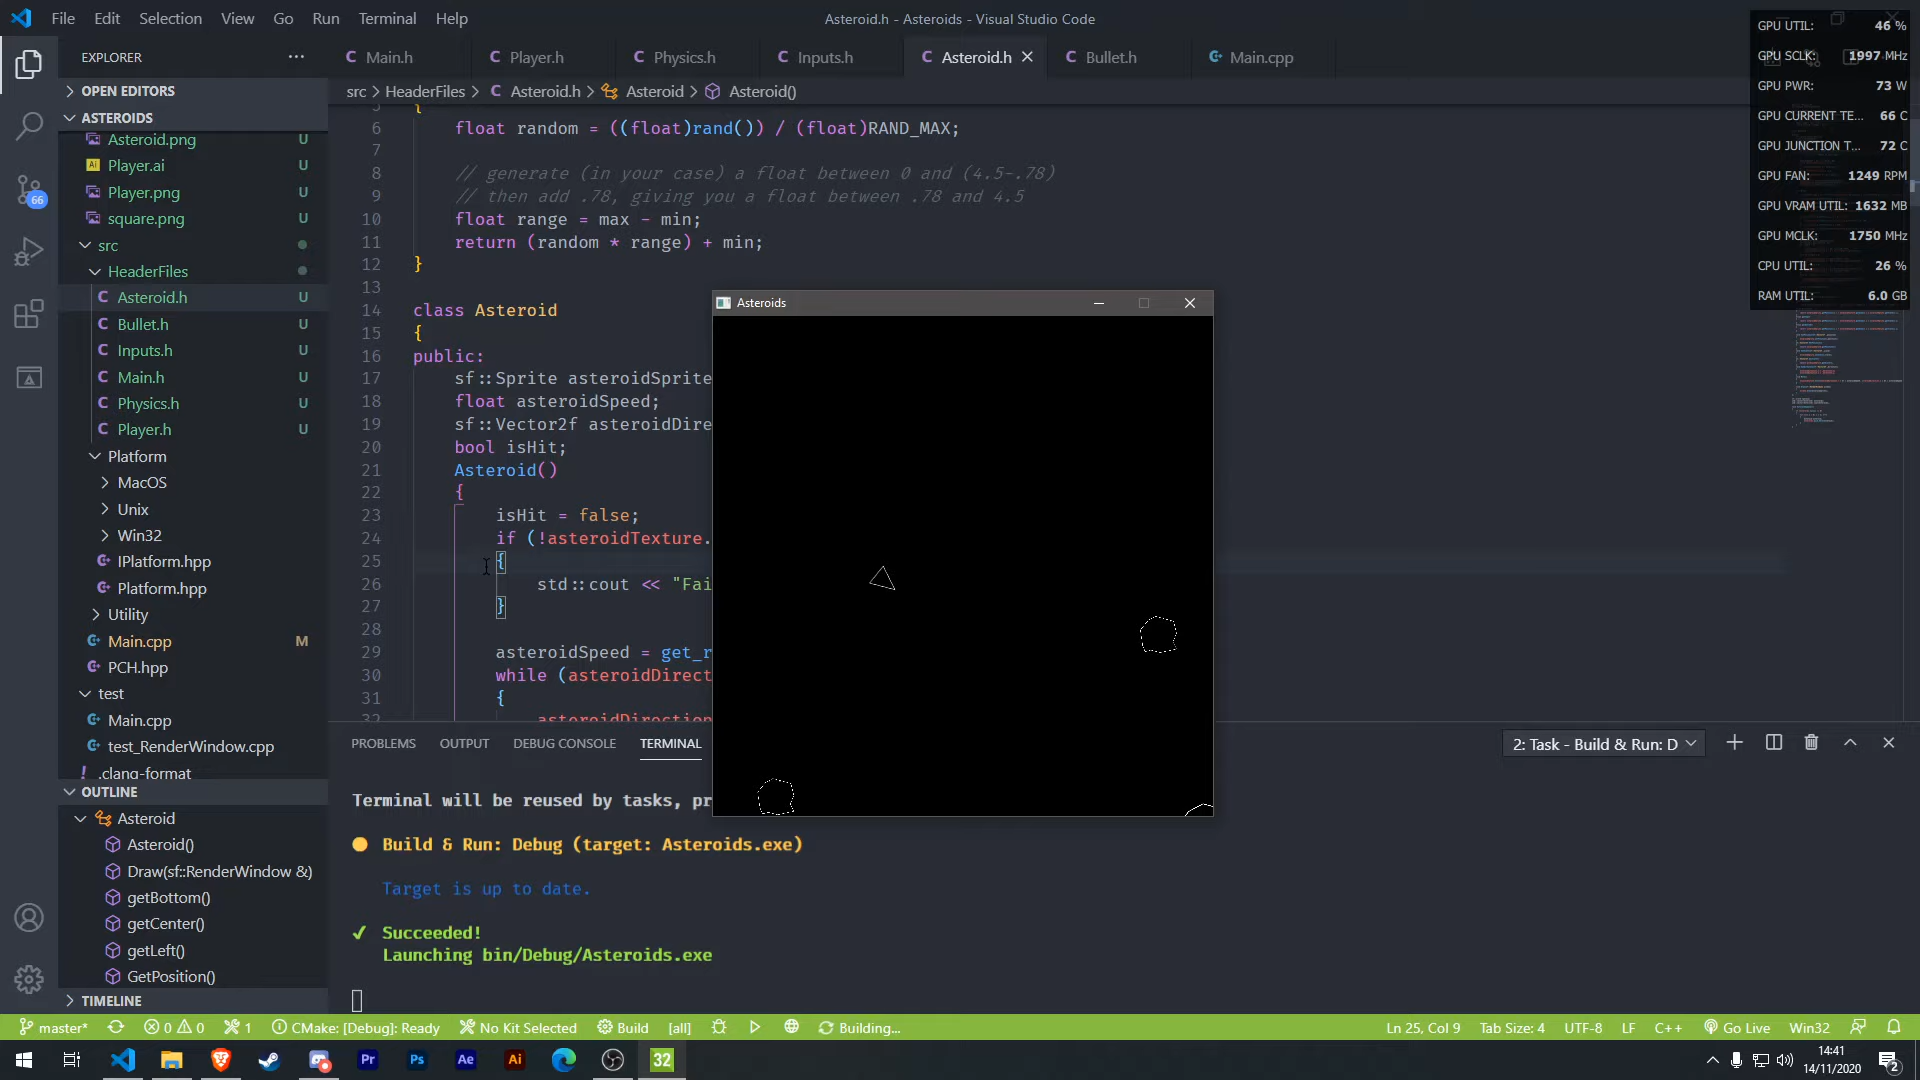 File Edit Selection View Go Run Terminal Help
Asteroid.h - Asteroids - Visual Studio Code
EXPLORER
OPEN EDITORS
ASTEROIDS
Asteroid.png U
Ai Player.ai U
Player.png U
square.png U
src
HeaderFiles
C Asteroid.h U
C Bullet.h U
C Inputs.h U
C Main.h U
C Physics.h U
C Player.h U
Platform
MacOS
Unix
Win32
IPlatform.hpp
Platform.hpp
Utility
Main.cpp M
PCH.hpp
test
Main.cpp
test_RenderWindow.cpp
! .clang-format
OUTLINE
Asteroid
Asteroid()
Draw(sf::RenderWindow &)
getBottom()
getCenter()
getLeft()
GetPosition()
TIMELINE
66
C Main.h C Player.h C Physics.h C Inputs.h C Asteroid.h C Bullet.h Main.cpp
src > HeaderFiles > C Asteroid.h > Asteroid > Asteroid()
5 {
6 float random = ((float)rand()) / (float)RAND_MAX;
7
8 // generate (in your case) a float between 0 and (4.5-.78)
9 // then add .78, giving you a float between .78 and 4.5
10 float range = max - min;
11 return (random * range) + min;
12 }
13
14 class Asteroid
15 {
16 public:
17 sf::Sprite asteroidSprite
18 float asteroidSpeed;
19 sf::Vector2f asteroidDire
20 bool isHit;
21 Asteroid()
22 {
23 isHit = false;
24 if (!asteroidTexture.
25 {
26 std::cout << "Fai
27 }
28
29 asteroidSpeed = get_r
30 while (asteroidDirect
31 {
32 asteroidDirection
Asteroids
GPU UTIL: 46 %
GPU SCLK: 1997 MHz
GPU PWR: 73 W
GPU CURRENT TE... 66 C
GPU JUNCTION T... 72 C
GPU FAN: 1249 RPM
GPU VRAM UTIL: 1632 MB
GPU MCLK: 1750 MHz
CPU UTIL: 26 %
RAM UTIL: 6.0 GB
PROBLEMS OUTPUT DEBUG CONSOLE TERMINAL
2: Task - Build & Run: D
Terminal will be reused by tasks, pr
Build & Run: Debug (target: Asteroids.exe)
Target is up to date.
✓ Succeeded!
Launching bin/Debug/Asteroids.exe
master* 0 0 1 CMake: [Debug]: Ready No Kit Selected Build [all] Building...
Ln 25, Col 9 Tab Size: 4 UTF-8 LF C++ Go Live Win32
Pr Ps Ae Ai 32
14:41
14/11/2020
2